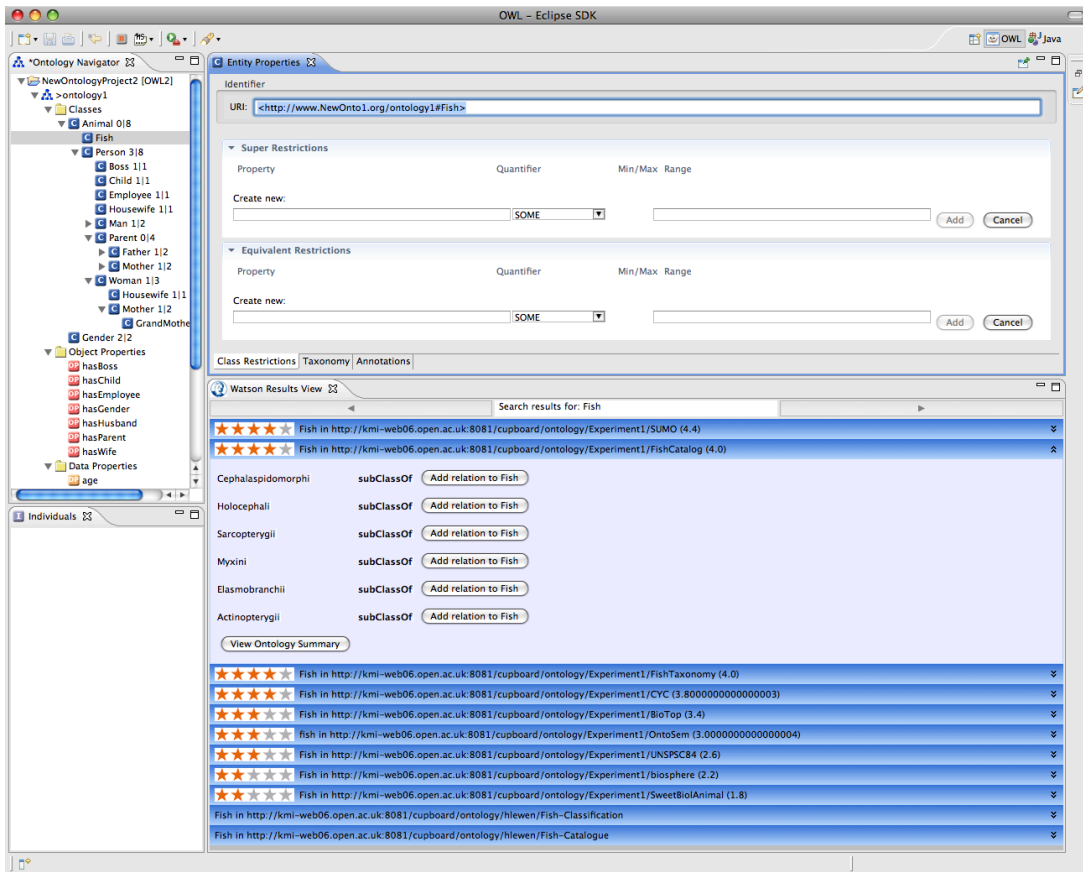 OWL – Eclipse SDK
OWL Java
*Ontology Navigator
NewOntologyProject2 [OWL2]
>ontology1
Classes
C Animal 0|8
C Fish
C Person 3|8
C Boss 1|1
C Child 1|1
C Employee 1|1
C Housewife 1|1
C Man 1|2
C Parent 0|4
C Father 1|2
C Mother 1|2
C Woman 1|3
C Housewife 1|1
C Mother 1|2
C GrandMothe
C Gender 2|2
Object Properties
OP hasBoss
OP hasChild
OP hasEmployee
OP hasGender
OP hasHusband
OP hasParent
OP hasWife
Data Properties
DP age
I Individuals
C Entity Properties
Identifier
URI: <http://www.NewOnto1.org/ontology1#Fish>
Super Restrictions
Property Quantifier Min/Max Range
Create new:
SOME Add Cancel
Equivalent Restrictions
Property Quantifier Min/Max Range
Create new:
SOME Add Cancel
Class Restrictions Taxonomy Annotations
Watson Results View
Search results for: Fish
Fish in http://kmi-web06.open.ac.uk:8081/cupboard/ontology/Experiment1/SUMO (4.4)
Fish in http://kmi-web06.open.ac.uk:8081/cupboard/ontology/Experiment1/FishCatalog (4.0)
Cephalaspidomorphi subClassOf Add relation to Fish
Holocephali subClassOf Add relation to Fish
Sarcopterygii subClassOf Add relation to Fish
Myxini subClassOf Add relation to Fish
Elasmobranchii subClassOf Add relation to Fish
Actinopterygii subClassOf Add relation to Fish
View Ontology Summary
Fish in http://kmi-web06.open.ac.uk:8081/cupboard/ontology/Experiment1/FishTaxonomy (4.0)
Fish in http://kmi-web06.open.ac.uk:8081/cupboard/ontology/Experiment1/CYC (3.8000000000000003)
Fish in http://kmi-web06.open.ac.uk:8081/cupboard/ontology/Experiment1/BioTop (3.4)
fish in http://kmi-web06.open.ac.uk:8081/cupboard/ontology/Experiment1/OntoSem (3.0000000000000004)
Fish in http://kmi-web06.open.ac.uk:8081/cupboard/ontology/Experiment1/UNSPSC84 (2.6)
Fish in http://kmi-web06.open.ac.uk:8081/cupboard/ontology/Experiment1/biosphere (2.2)
Fish in http://kmi-web06.open.ac.uk:8081/cupboard/ontology/Experiment1/SweetBiolAnimal (1.8)
Fish in http://kmi-web06.open.ac.uk:8081/cupboard/ontology/hlewen/Fish-Classification
Fish in http://kmi-web06.open.ac.uk:8081/cupboard/ontology/hlewen/Fish-Catalogue